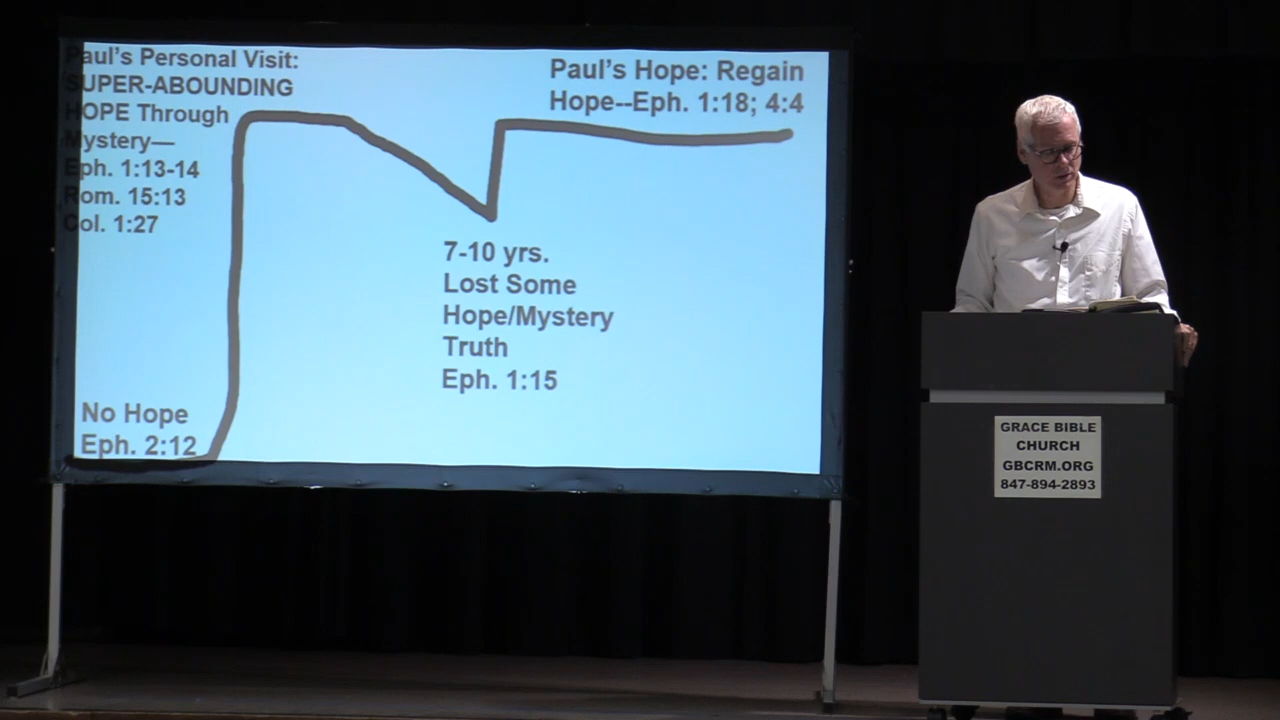 Paul's Personal Visit:
SUPER-ABOUNDING
HOPE Through
Mystery—
Eph. 1:13-14
Rom. 15:13
Col. 1:27
Paul's Hope: Regain
Hope--Eph. 1:18; 4:4
7-10 yrs.
Lost Some
Hope/Mystery
Truth
Eph. 1:15
No Hope
Eph. 2:12
GRACE BIBLE
CHURCH
GBCRM.ORG
847-894-2893